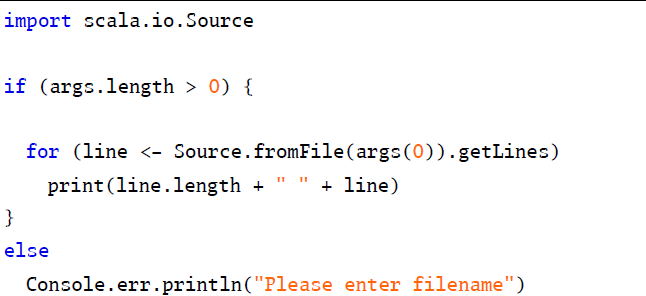 import scala.io.Source
if (args.length > 0) {
for (line <- Source.fromFile(args(0)).getLines)
print(line.length + " " + line)
}
else
Console.err.println("Please enter filename")